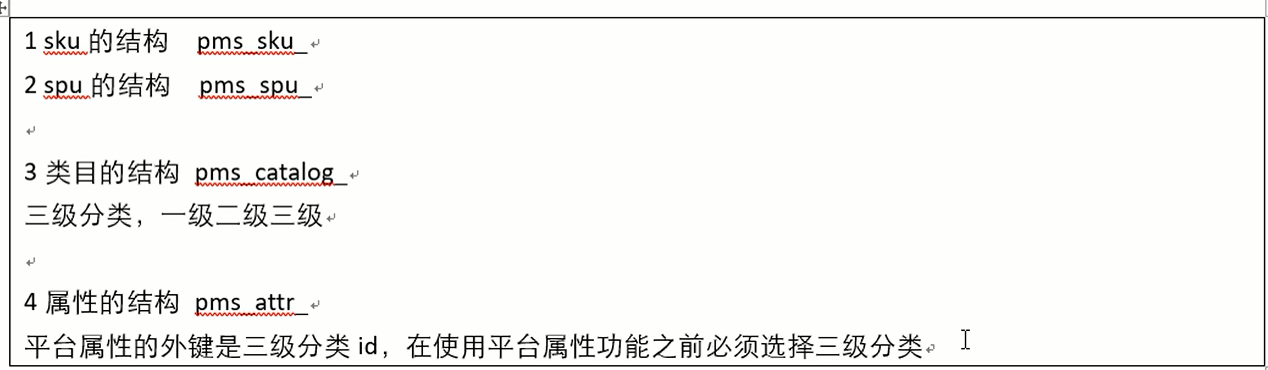 1 sku 的结构 pms_sku_
2 spu 的结构 pms_spu_
3 类目的结构 pms_catalog_
三级分类，一级二级三级
4 属性的结构 pms_attr_
平台属性的外键是三级分类 id，在使用平台属性功能之前必须选择三级分类